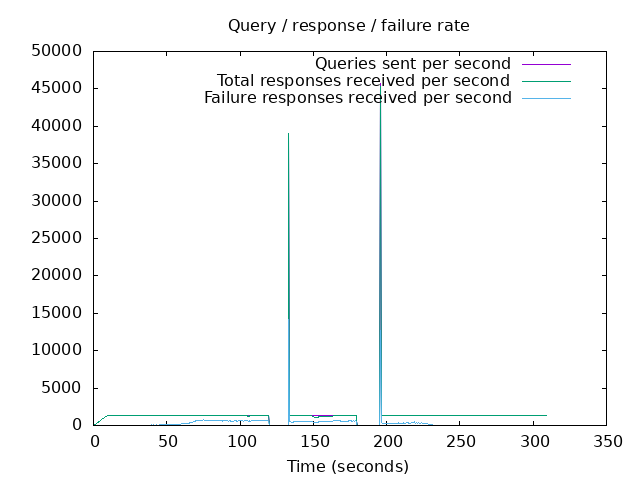 Query / response / failure rate
Queries sent per second
Total responses received per second
Failure responses received per second
50000
45000
40000
35000
30000
25000
20000
15000
10000
5000
0
0 50 100 150 200 250 300 350
Time (seconds)